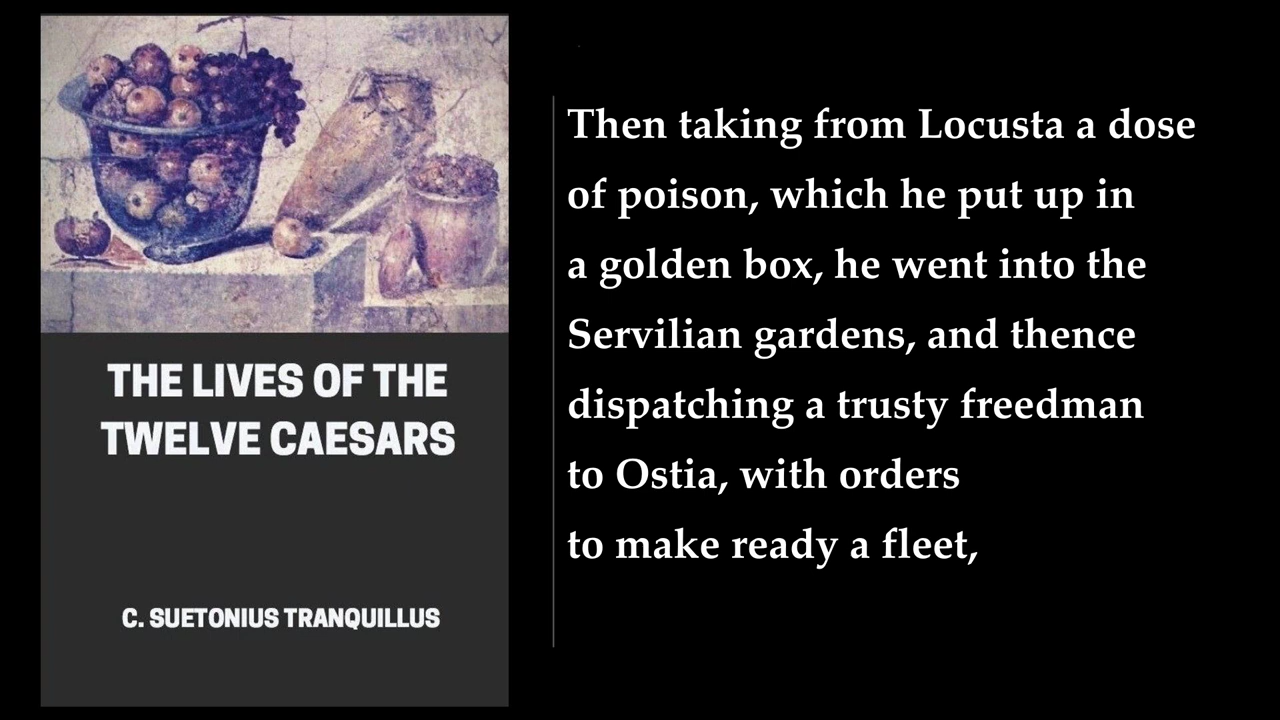 THE LIVES OF THE
TWELVE CAESARS
C. SUETONIUS TRANQUILLUS
Then taking from Locusta a dose
of poison, which he put up in
a golden box, he went into the
Servilian gardens, and thence
dispatching a trusty freedman
to Ostia, with orders
to make ready a fleet,